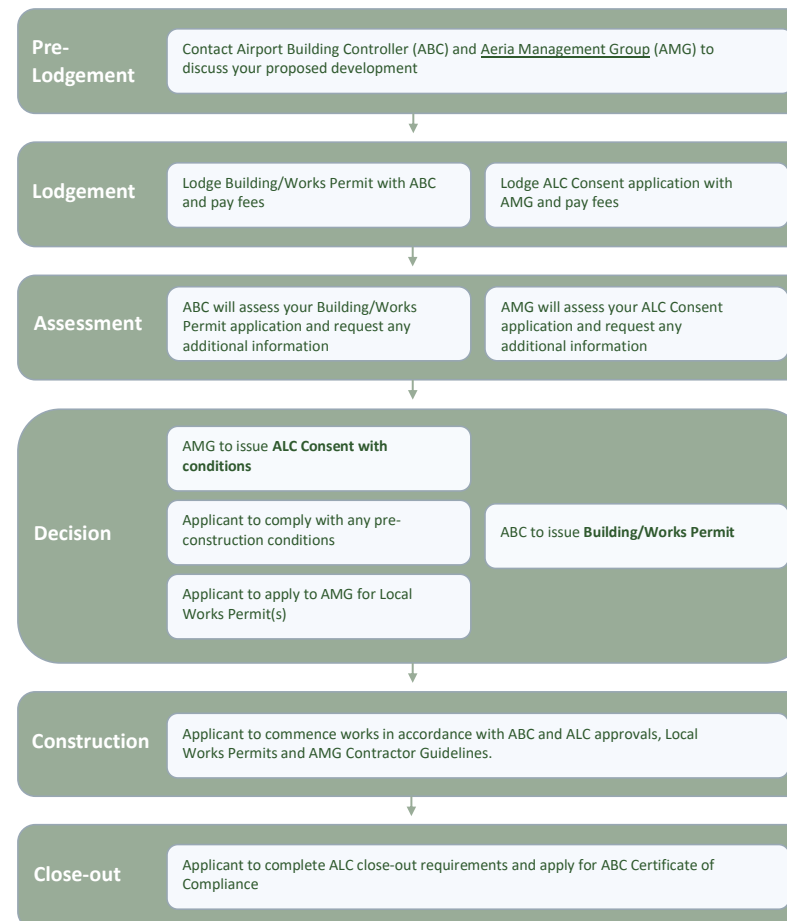 Pre-
Lodgement
Contact Airport Building Controller (ABC) and Aeria Management Group (AMG) to
discuss your proposed development
Lodgement
Lodge Building/Works Permit with ABC
and pay fees
Lodge ALC Consent application with
AMG and pay fees
Assessment
ABC will assess your Building/Works
Permit application and request any
additional information
AMG will assess your ALC Consent
application and request any
additional information
Decision
AMG to issue ALC Consent with
conditions
Applicant to comply with any pre-
construction conditions
Applicant to apply to AMG for Local
Works Permit(s)
ABC to issue Building/Works Permit
Construction
Applicant to commence works in accordance with ABC and ALC approvals, Local
Works Permits and AMG Contractor Guidelines.
Close-out
Applicant to complete ALC close-out requirements and apply for ABC Certificate of
Compliance